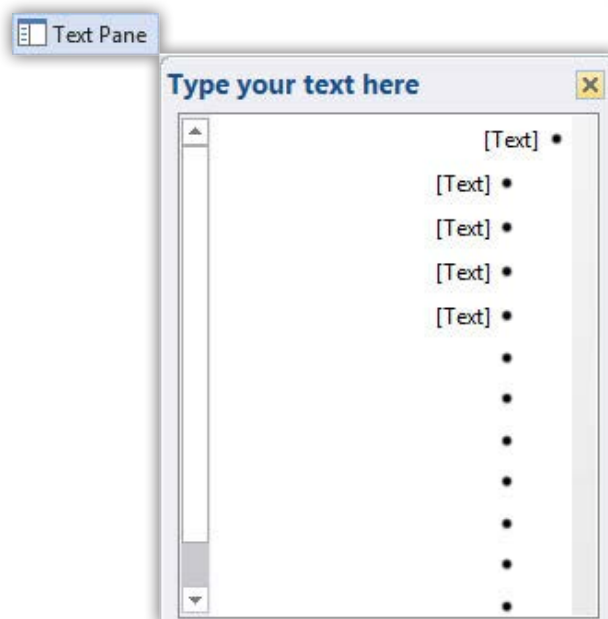 Text Pane
Type your text here
[Text] •
[Text] •
[Text] •
[Text] •
[Text] •
•
•
•
•
•
•
•